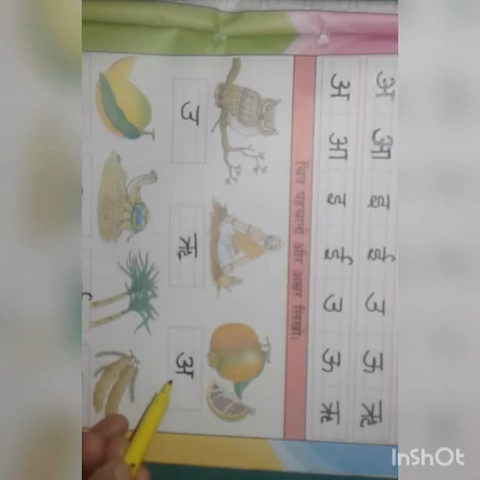 अ आ इ ई उ ऊ ऋ
अ आ इ ई उ ऊ ऋ
चित्र पहचानो और अक्षर लिखो।
उ ऋ अ
InShOt